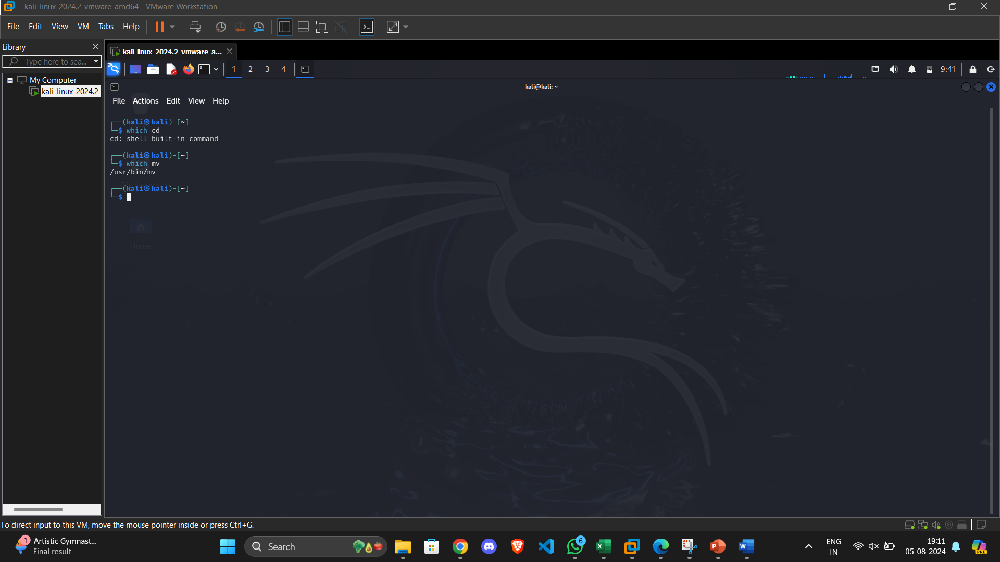 kali-linux-2024.2-vmware-amd64 - VMware Workstation
File Edit View VM Tabs Help
Library
Type here to sea...
My Computer
kali-linux-2024.2-
kali-linux-2024.2-vmware-a...
1 2 3 4
9:41
kali@kali: ~
File Actions Edit View Help
┌──(kali㉿kali)-[~]
└─$ which cd
cd: shell built-in command
┌──(kali㉿kali)-[~]
└─$ which mv
/usr/bin/mv
┌──(kali㉿kali)-[~]
└─$
Home
To direct input to this VM, move the mouse pointer inside or press Ctrl+G.
1
Artistic Gymnast...
Final result
Search
6
ENG
IN
19:11
05-08-2024
PRE